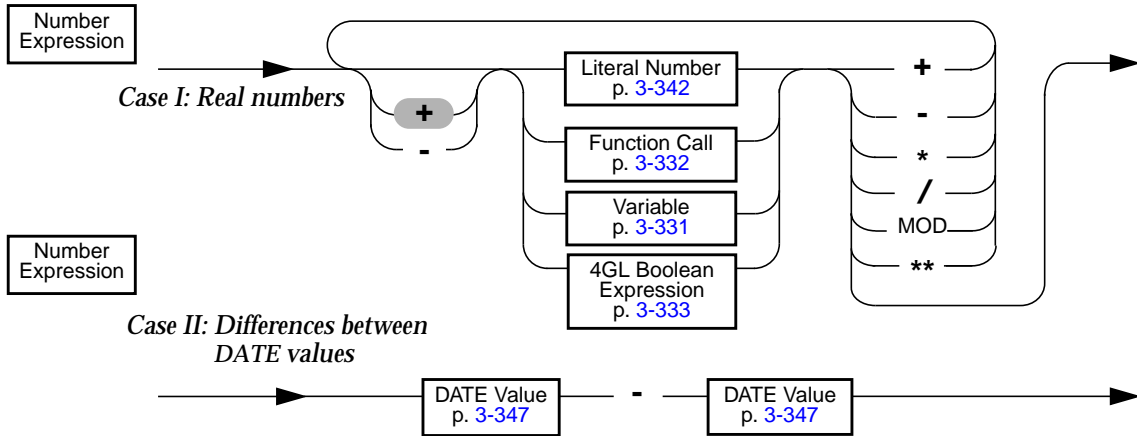 Number
Expression
Case I: Real numbers
+
-
Literal Number
p. 3-342
Function Call
p. 3-332
Variable
p. 3-331
4GL Boolean
Expression
p. 3-333
+
-
*
/
MOD
**
Number
Expression
Case II: Differences between
DATE values
DATE Value
p. 3-347
-
DATE Value
p. 3-347